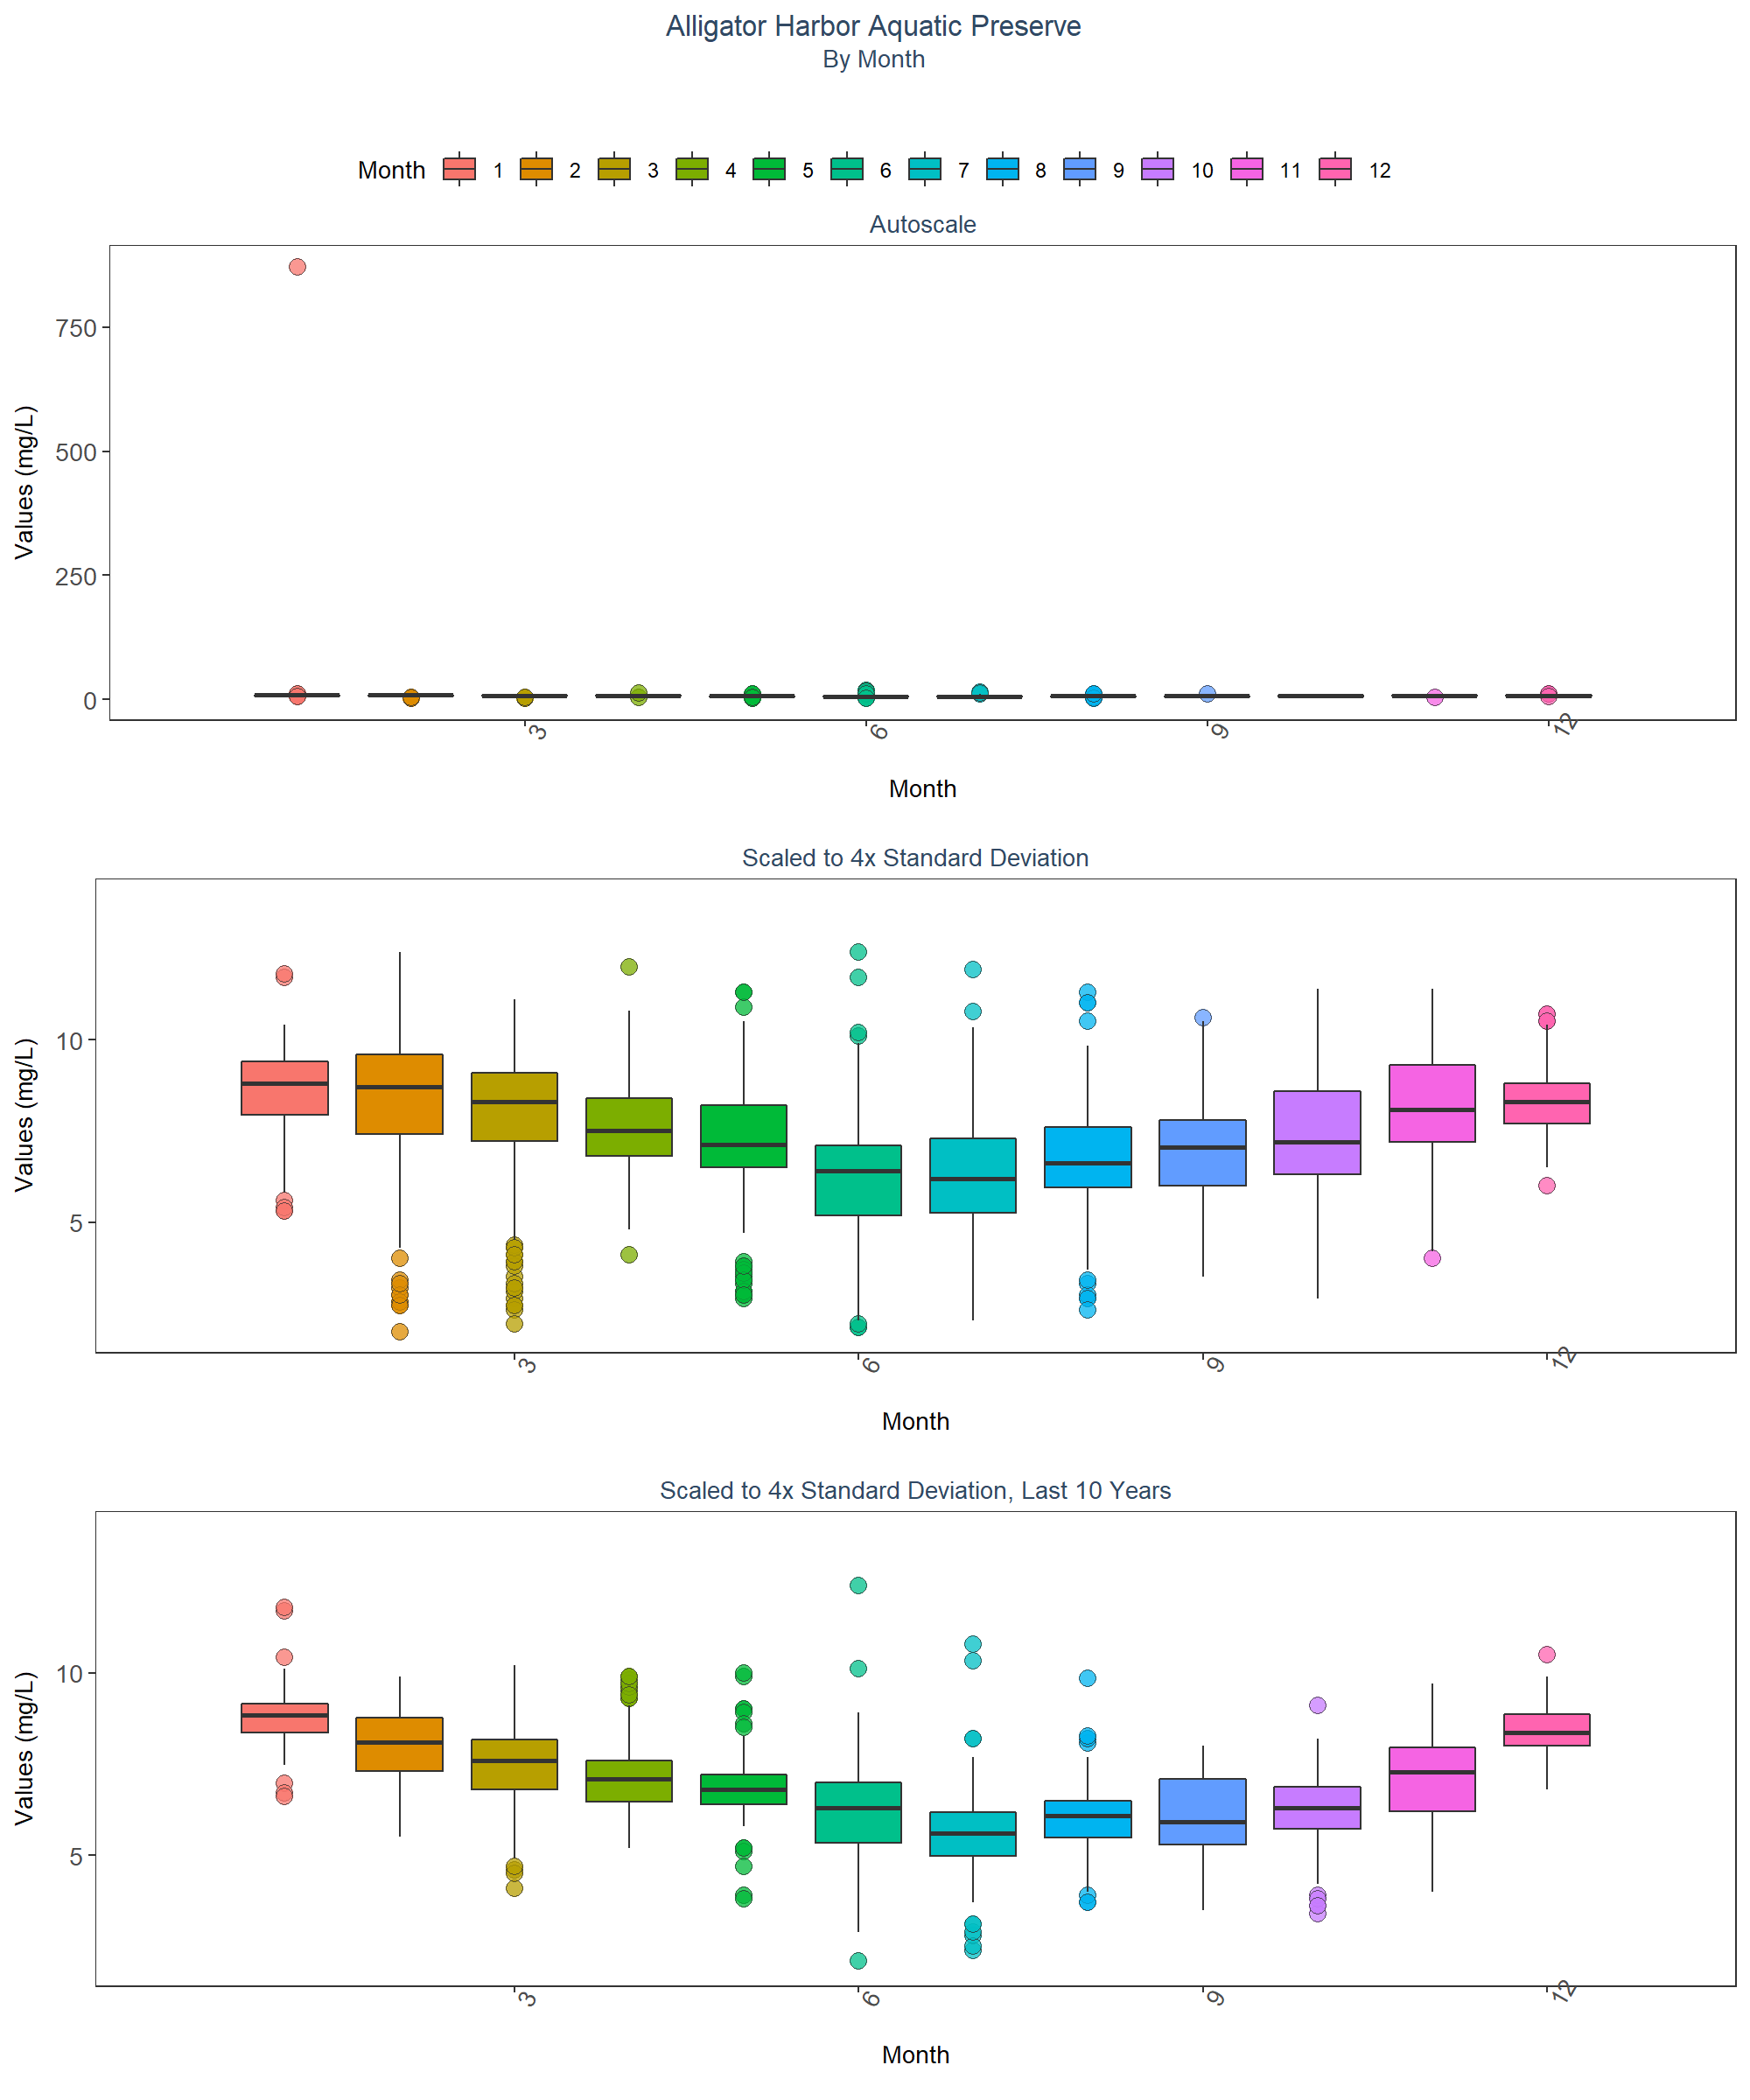 Alligator Harbor Aquatic Preserve
By Month
Month 1 2 3 4 5 6 7 8 9 10 11 12
Autoscale
Values (mg/L)
750
500
250
0
3 6 9 12
Month
Scaled to 4x Standard Deviation
Values (mg/L)
10
5
3 6 9 12
Month
Scaled to 4x Standard Deviation, Last 10 Years
Values (mg/L)
10
5
3 6 9 12
Month